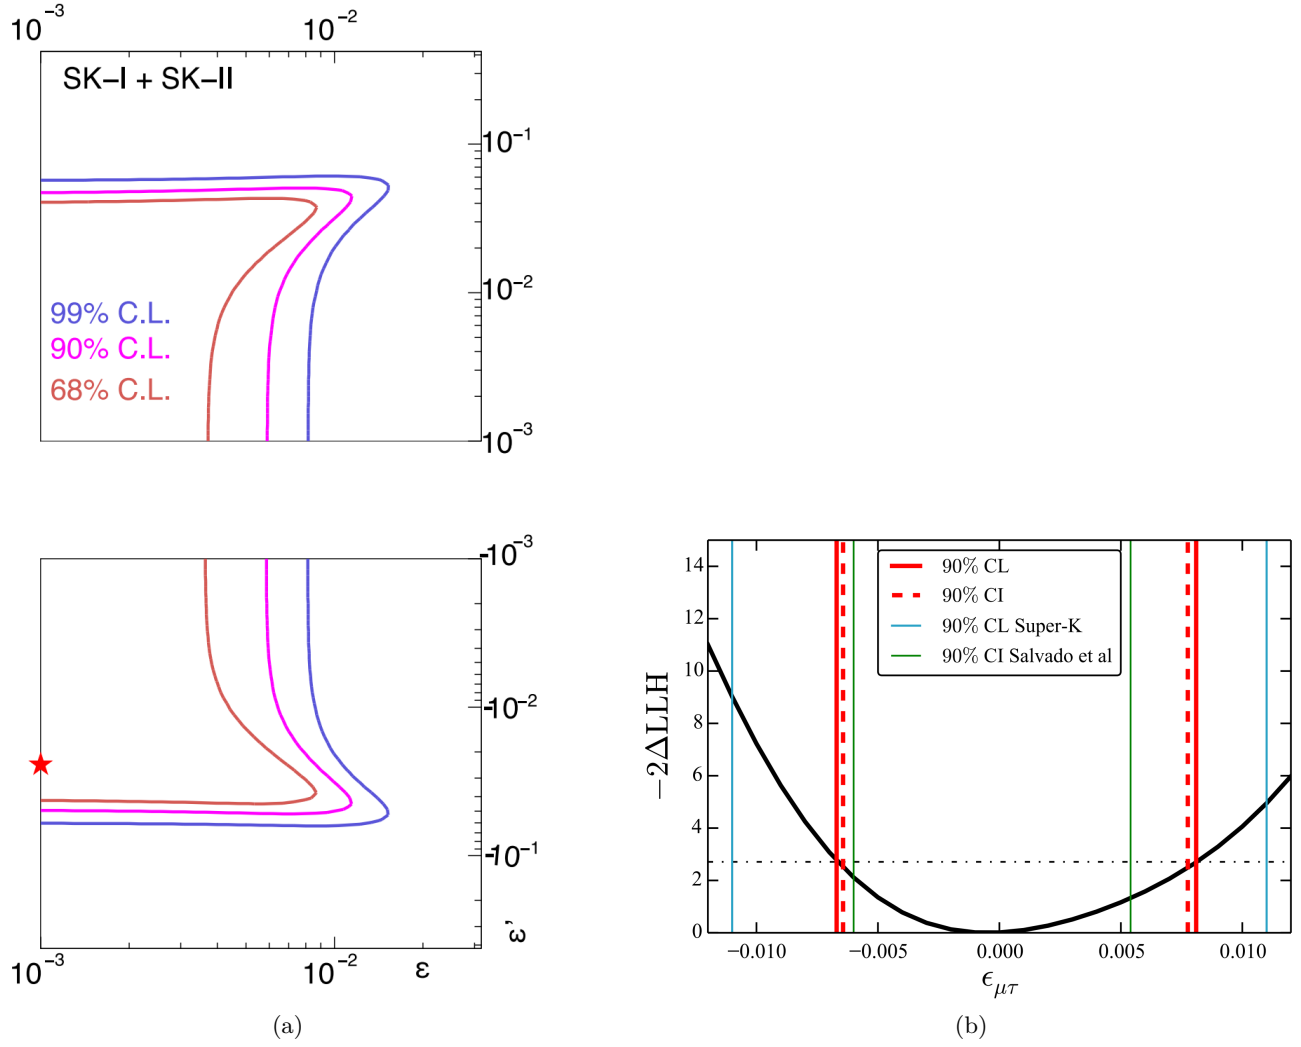 10⁻³ 10⁻²
SK–I + SK–II
10⁻¹
10⁻²
99% C.L.
90% C.L.
68% C.L.
10⁻³
-10⁻³
-10⁻²
-10⁻¹
ε'
10⁻³ 10⁻² ε
(a)
90% CL
90% CI
90% CL Super-K
90% CI Salvado et al
14
12
10
8
6
4
2
0
−2ΔLLH
−0.010 −0.005 0.000 0.005 0.010
ϵμτ
(b)